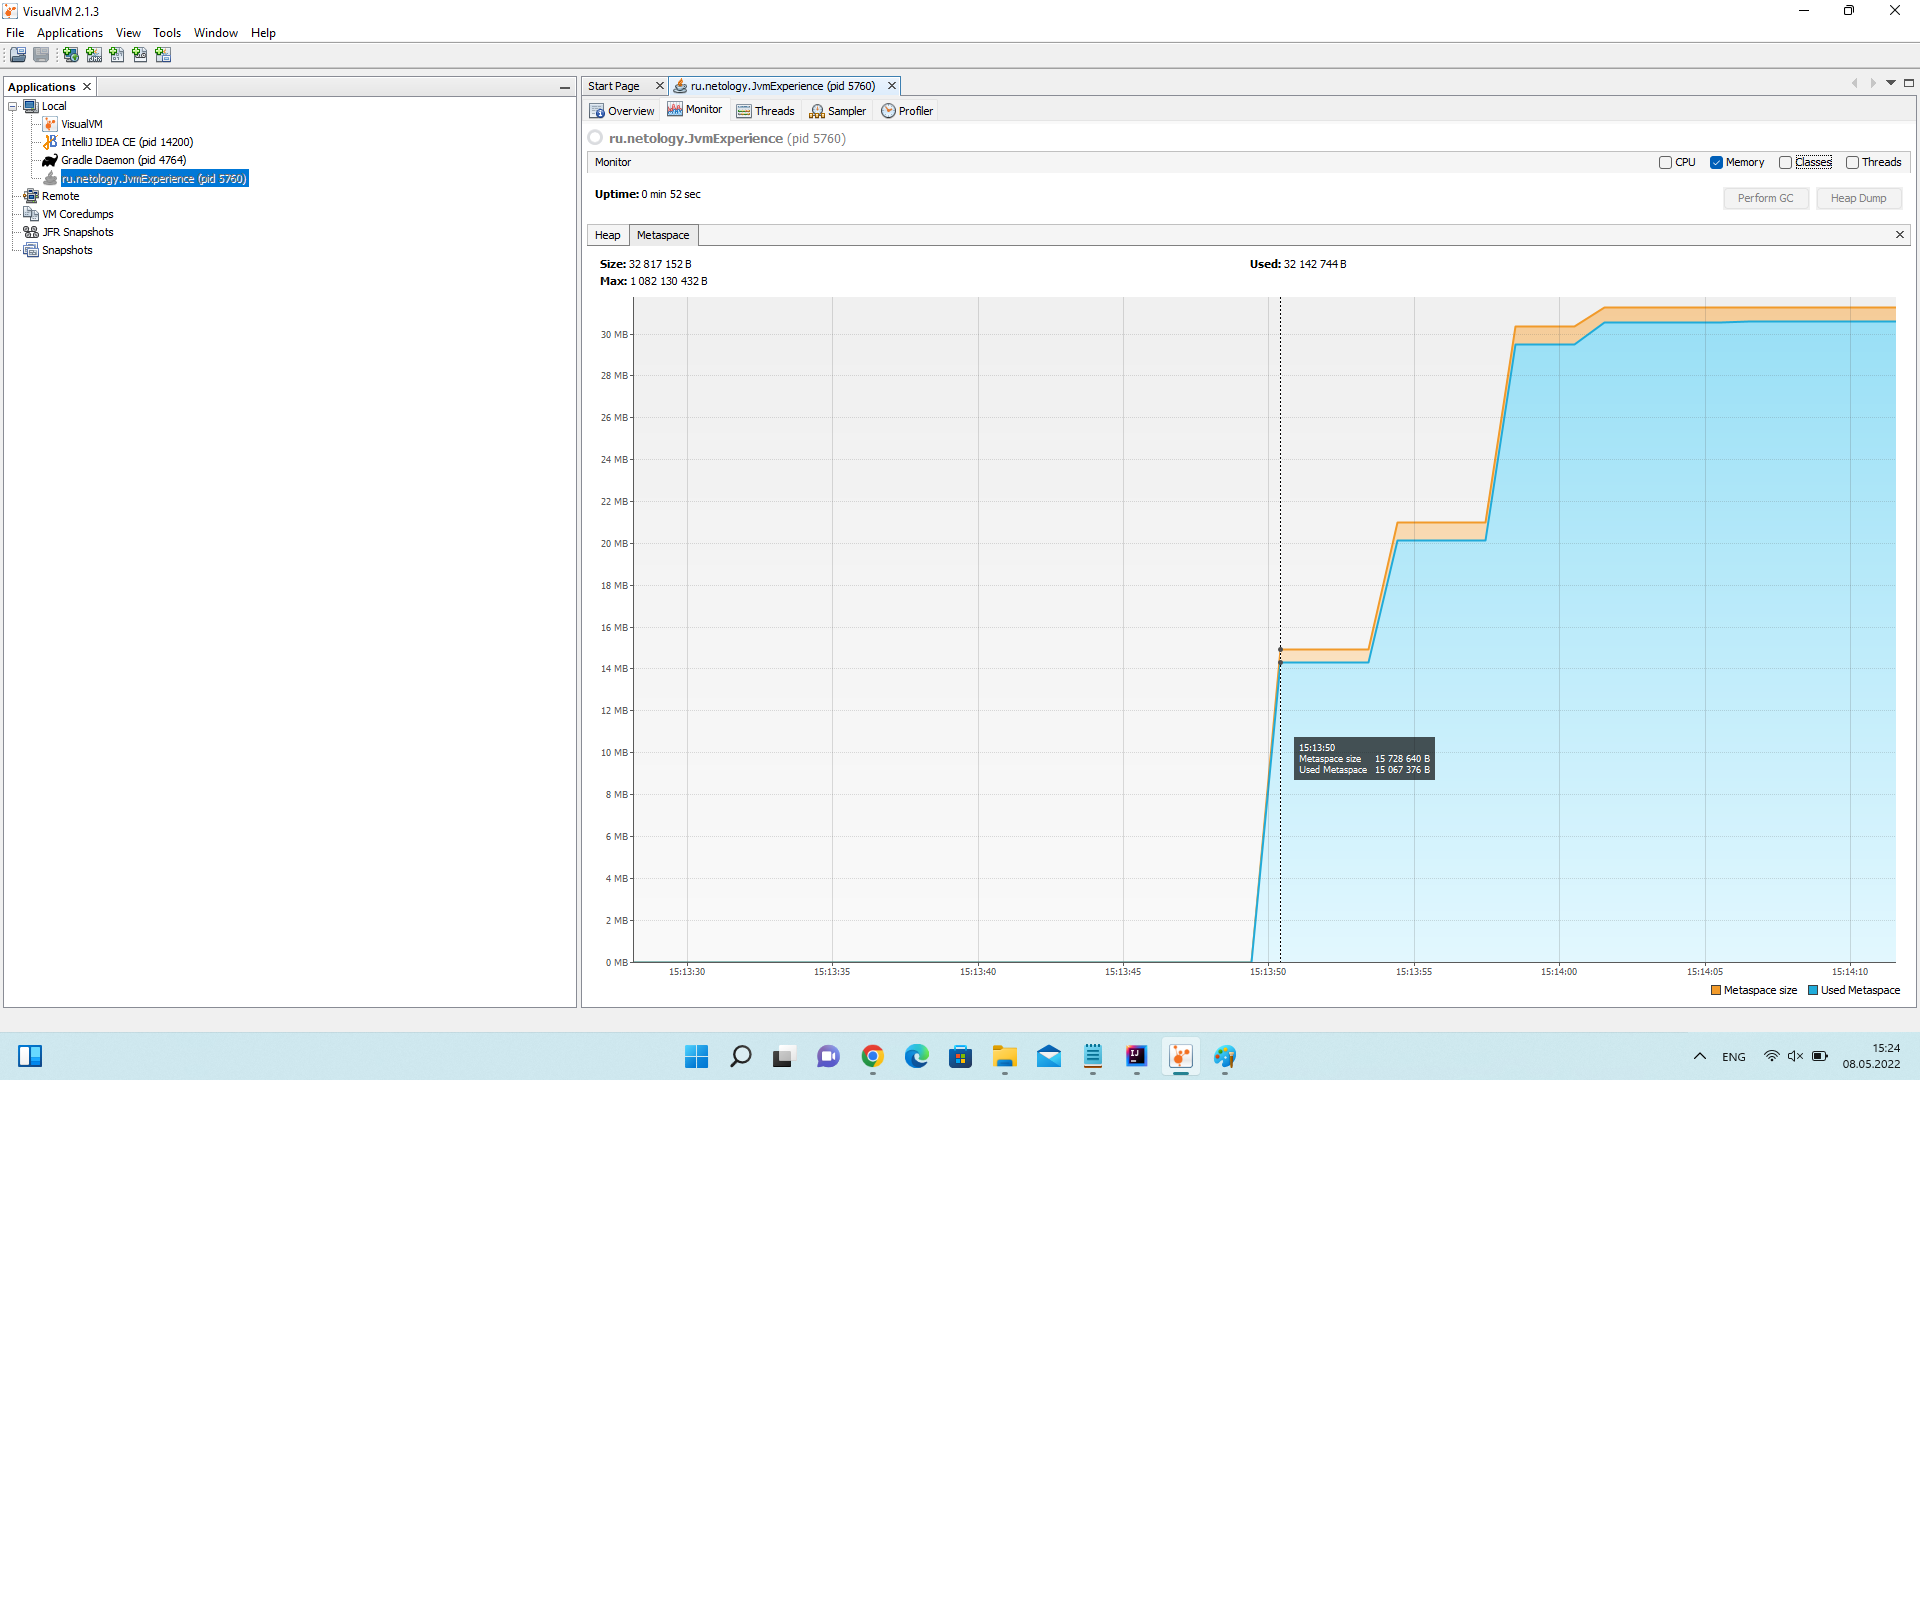 VisualVM 2.1.3
File Applications View Tools Window Help
Applications
Local
VisualVM
IntelliJ IDEA CE (pid 14200)
Gradle Daemon (pid 4764)
ru.netology.JvmExperience (pid 5760)
Remote
VM Coredumps
JFR Snapshots
Snapshots
Start Page ru.netology.JvmExperience (pid 5760)
Overview Monitor Threads Sampler Profiler
ru.netology.JvmExperience (pid 5760)
Monitor CPU Memory Classes Threads
Uptime: 0 min 52 sec Perform GC Heap Dump
Heap Metaspace
Size: 32 817 152 B Used: 32 142 744 B
Max: 1 082 130 432 B
30 MB
28 MB
26 MB
24 MB
22 MB
20 MB
18 MB
16 MB
14 MB
12 MB
10 MB
8 MB
6 MB
4 MB
2 MB
0 MB
15:13:50
Metaspace size 15 728 640 B
Used Metaspace 15 067 376 B
15:13:30 15:13:35 15:13:40 15:13:45 15:13:50 15:13:55 15:14:00 15:14:05 15:14:10
Metaspace size Used Metaspace
ENG 15:24
08.05.2022